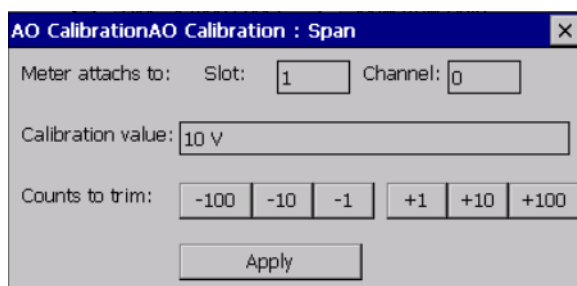 AO CalibrationAO Calibration : Span
Meter attachs to: Slot: 1 Channel: 0
Calibration value: 10 V
Counts to trim: -100 -10 -1 +1 +10 +100
Apply